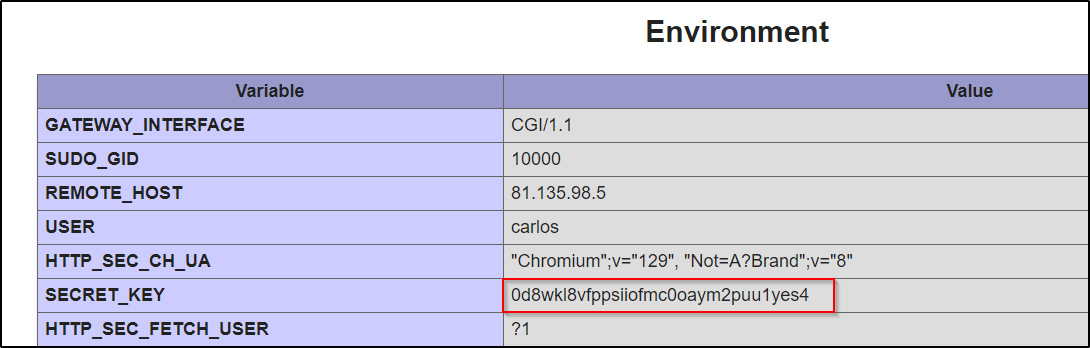 Environment
Variable Value
GATEWAY_INTERFACE CGI/1.1
SUDO_GID 10000
REMOTE_HOST 81.135.98.5
USER carlos
HTTP_SEC_CH_UA "Chromium";v="129", "Not=A?Brand";v="8"
SECRET_KEY 0d8wkl8vfppsiiofmc0oaym2puu1yes4
HTTP_SEC_FETCH_USER ?1